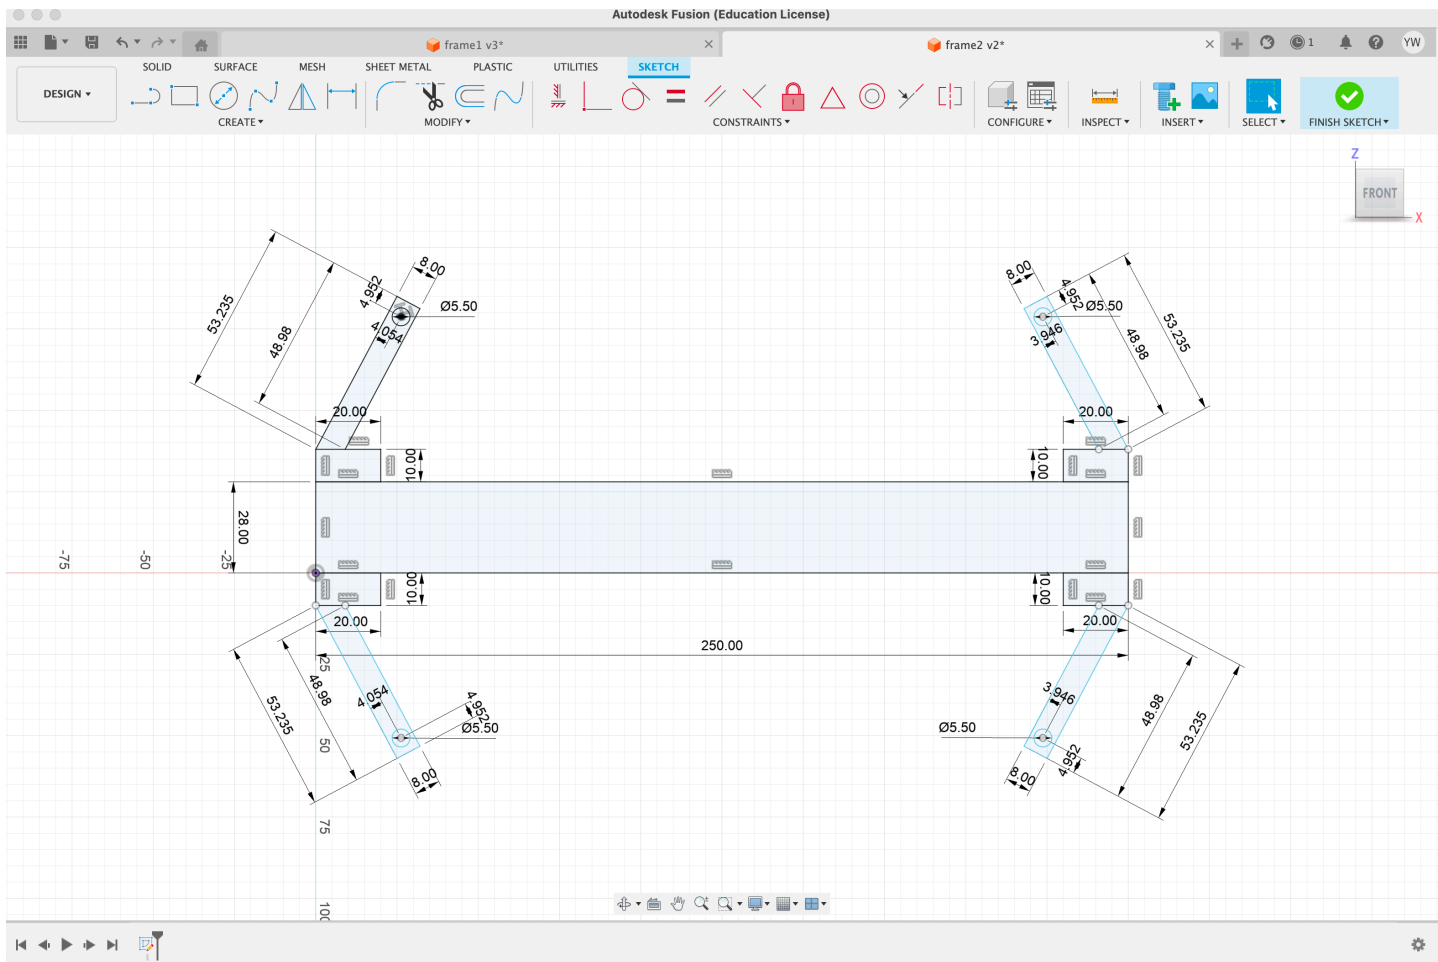 Autodesk Fusion (Education License)
frame1 v3*
frame2 v2*
1
YW
DESIGN
SOLID
SURFACE
MESH
SHEET METAL
PLASTIC
UTILITIES
SKETCH
CREATE
MODIFY
CONSTRAINTS
CONFIGURE
INSPECT
INSERT
SELECT
FINISH SKETCH
Z
FRONT
X
8.00
4.952
Ø5.50
53.235
48.98
4.054
20.00
10.00
8.00
4.952
Ø5.50
3.946
48.98
53.235
20.00
10.00
28.00
-75
-50
-25
10.00
20.00
10.00
20.00
250.00
25
48.98
53.235
4.054
4.952
Ø5.50
8.00
50
75
100
3.946
Ø5.50
4.952
8.00
48.98
53.235